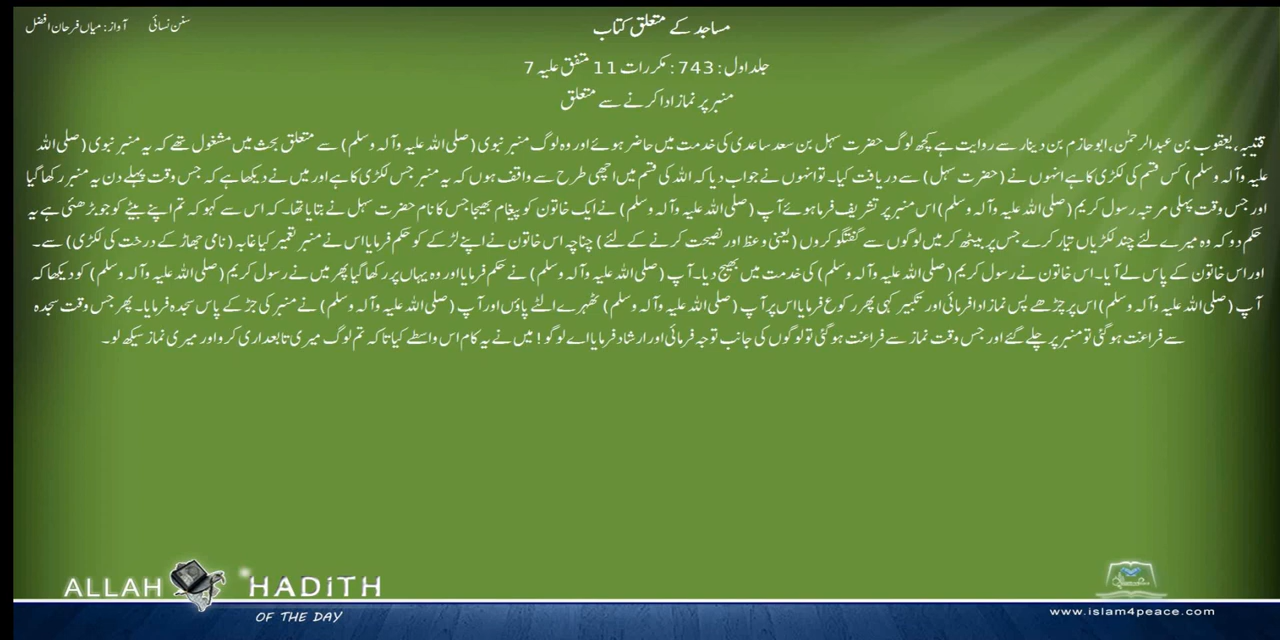 سنن نسائی
آواز: میاں فرحان افضل
مساجد کے متعلق کتاب
جلد اول: 743: مکررات 11 متفق علیہ 7
منبر پر نماز ادا کرنے سے متعلق
قتیبہ، یعقوب بن عبدالرحمٰن، ابوحازم بن دینار سے روایت ہے کچھ لوگ حضرت سہل بن سعد ساعدی کی خدمت میں حاضر ہوئے اور وہ لوگ منبر نبوی (صلی اللہ علیہ وآلہ وسلم) سے متعلق بحث میں مشغول تھے کہ یہ منبر نبوی (صلی اللہ
علیہ وآلہ وسلم) کس قسم کی لکڑی کا ہے انہوں نے (حضرت سہل) سے دریافت کیا۔ تو انہوں نے جواب دیا کہ اللہ کی قسم میں اچھی طرح سے واقف ہوں کہ یہ منبر جس لکڑی کا ہے اور میں نے دیکھا ہے کہ جس وقت پہلے دن یہ منبر رکھا گیا
اور جس وقت پہلی مرتبہ رسول کریم (صلی اللہ علیہ وآلہ وسلم) اس منبر پر تشریف فرما ہوئے آپ (صلی اللہ علیہ وآلہ وسلم) نے ایک خاتون کو پیغام بھیجا جس کا نام حضرت سہل نے بتایا تھا۔ کہ اس سے کہو کہ تم اپنے بیٹے کو جو بڑھئی ہے یہ
حکم دو کہ وہ میرے لئے چند لکڑیاں تیار کرے جس پر بیٹھ کر میں لوگوں سے گفتگو کروں (یعنی وعظ اور نصیحت کرنے کے لئے) چنانچہ اس خاتون نے اپنے لڑکے کو حکم فرمایا اس نے منبر تعمیر کیا غابہ (نامی جھاڑ کے درخت کی لکڑی) سے۔
اور اس خاتون کے پاس لے آیا۔ اس خاتون نے رسول کریم (صلی اللہ علیہ وآلہ وسلم) کی خدمت میں بھیج دیا۔ آپ (صلی اللہ علیہ وآلہ وسلم) نے حکم فرمایا اور وہ یہاں پر رکھا گیا پھر میں نے رسول کریم (صلی اللہ علیہ وآلہ وسلم) کو دیکھا کہ
آپ (صلی اللہ علیہ وآلہ وسلم) اس پر چڑھے پس نماز ادا فرمائی اور تکبیر کہی پھر رکوع فرمایا اس پر آپ (صلی اللہ علیہ وآلہ وسلم) ٹھہرے الٹے پاؤں اور آپ (صلی اللہ علیہ وآلہ وسلم) نے منبر کی جڑ کے پاس سجدہ فرمایا۔ پھر جس وقت سجدہ
سے فراغت ہوگئی تو منبر پر چلے گئے اور جس وقت نماز سے فراغت ہوگئی تو لوگوں کی جانب توجہ فرمائی اور ارشاد فرمایا اے لوگو! میں نے یہ کام اس واسطے کیا تاکہ تم لوگ میری تابعداری کرو اور میری نماز سیکھ لو۔
ALLAH HADITH
OF THE DAY
www.islam4peace.com